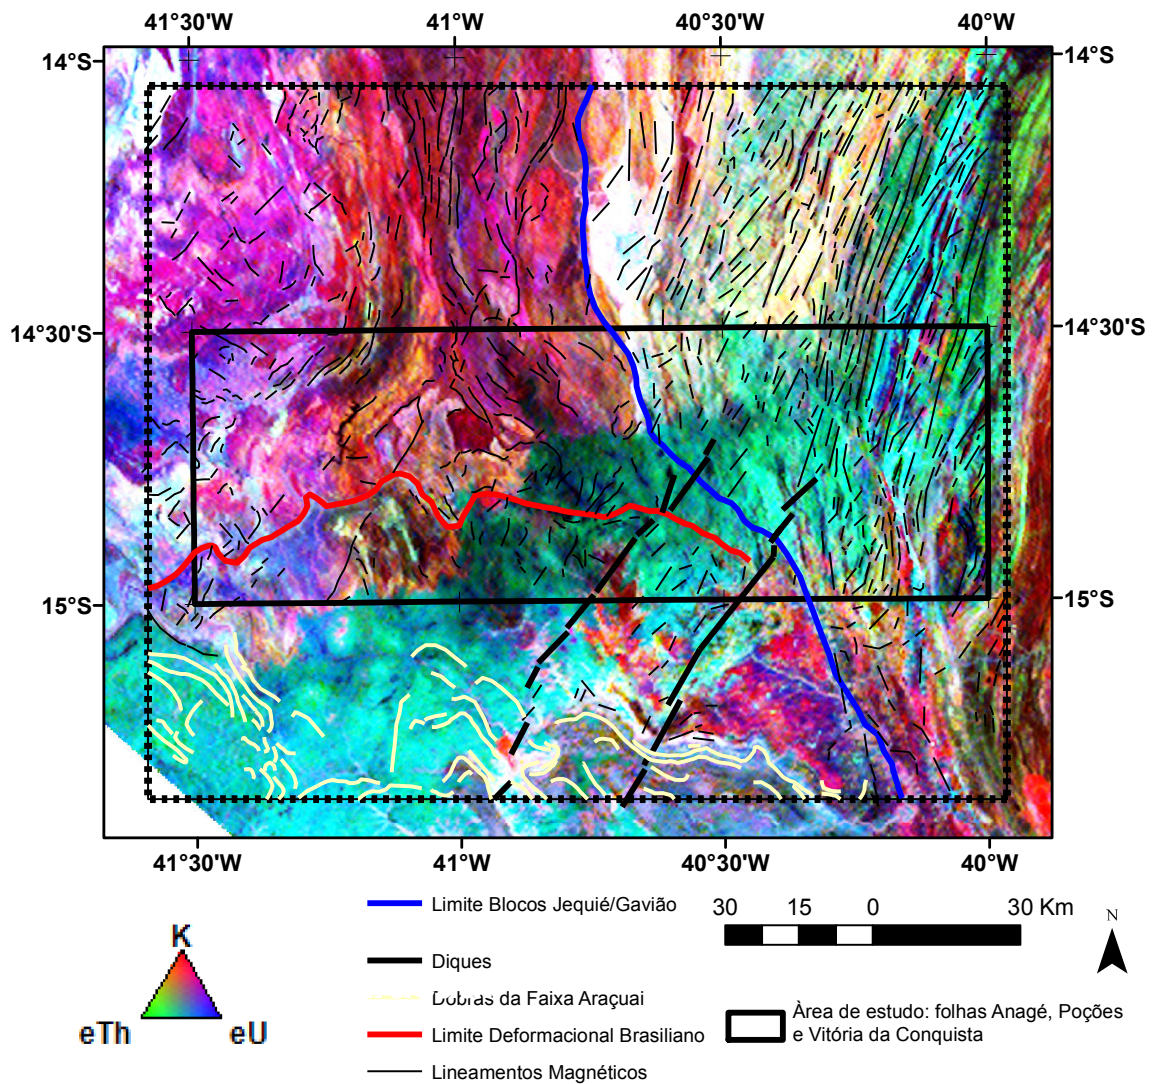 41°30'W 41°W 40°30'W 40°W
14°S 14°S
14°30'S 14°30'S
15°S 15°S
41°30'W 41°W 40°30'W 40°W
Limite Blocos Jequié/Gavião
Diques
Dobras da Faixa Araçuai
Limite Deformacional Brasiliano
Lineamentos Magnéticos
K
eTh eU
30 15 0 30 Km
N
Àrea de estudo: folhas Anagé, Poções
e Vitória da Conquista